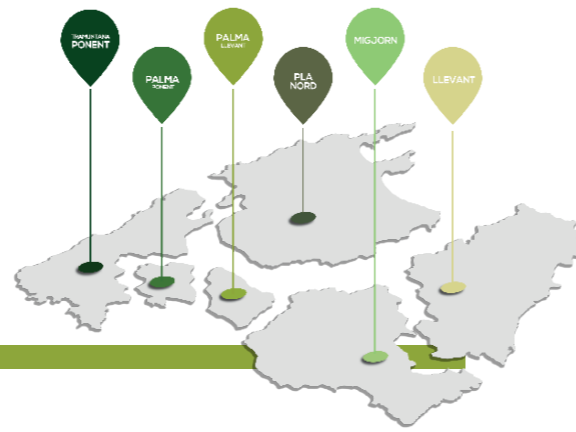 TRAMUNTANA
PONENT
PALMA
PONENT
PALMA
LLEVANT
PLA
NORD
MIGJORN
LLEVANT